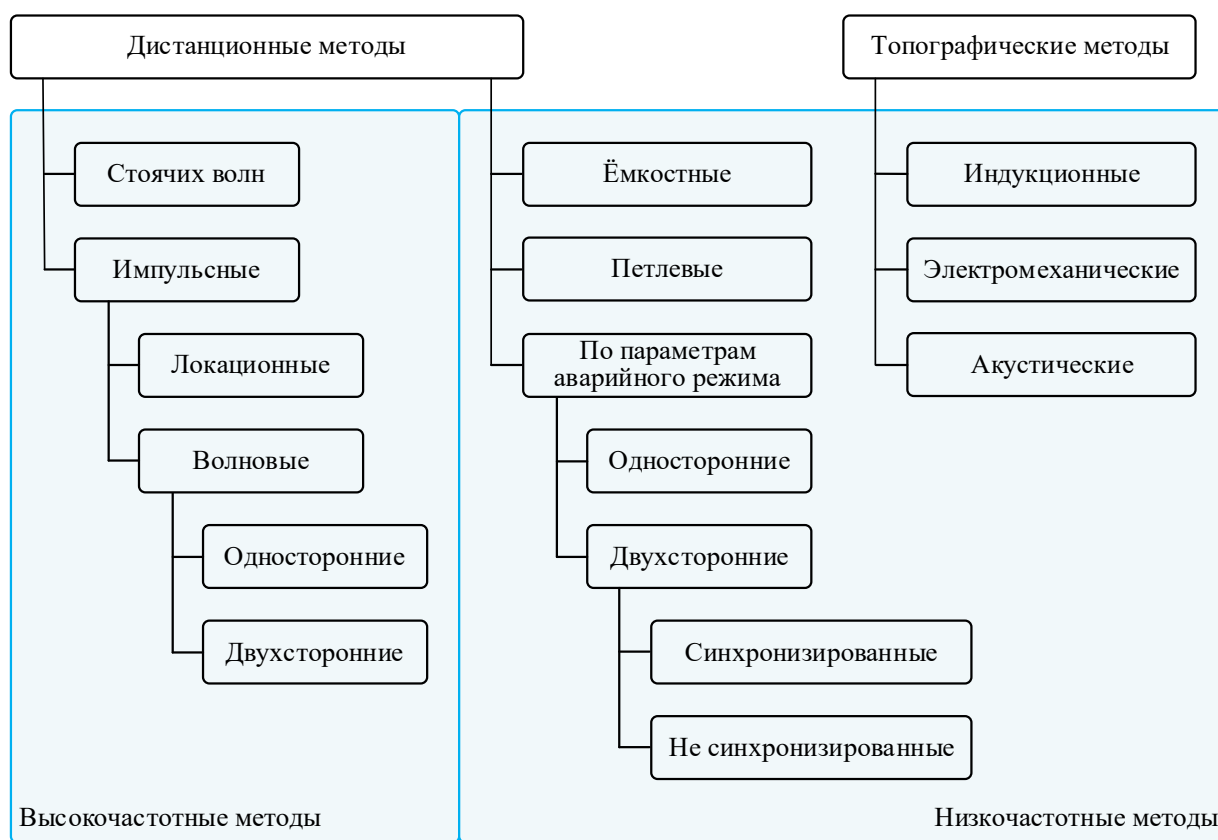 Дистанционные методы
Топографические методы
Стоячих волн
Импульсные
Локационные
Волновые
Односторонние
Двухсторонние
Высокочастотные методы
Ёмкостные
Петлевые
По параметрам
аварийного режима
Односторонние
Двухсторонние
Синхронизированные
Не синхронизированные
Индукционные
Электромеханические
Акустические
Низкочастотные методы